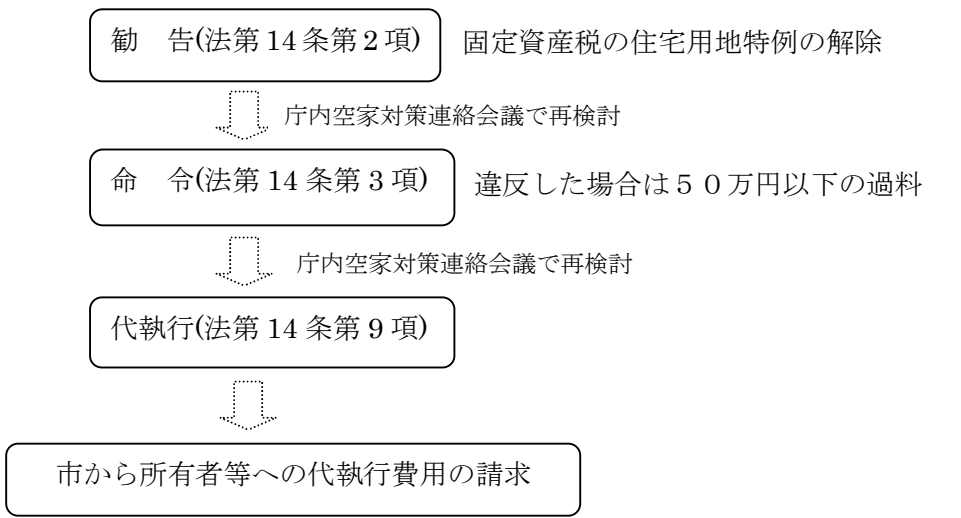 勧　告(法第 14 条第 2 項)　固定資産税の住宅用地特例の解除
庁内空家対策連絡会議で再検討
命　令(法第 14 条第 3 項)　違反した場合は５０万円以下の過料
庁内空家対策連絡会議で再検討
代執行(法第 14 条第 9 項)
市から所有者等への代執行費用の請求